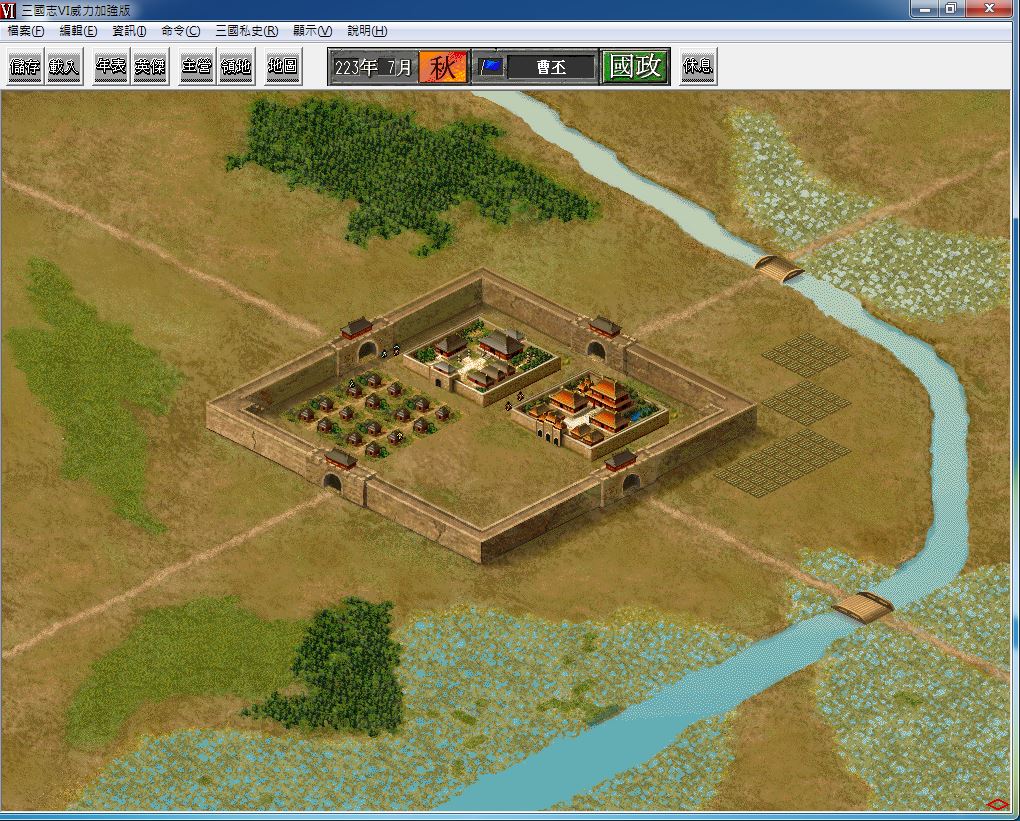 VI 三國志VI威力加強版
檔案(F) 編輯(E) 資訊(I) 命令(C) 三國私史(R) 顯示(V) 說明(H)
儲存 載入 年表 英傑 主營 領地 地圖 223年 7月 秋 曹丕 國政 休息